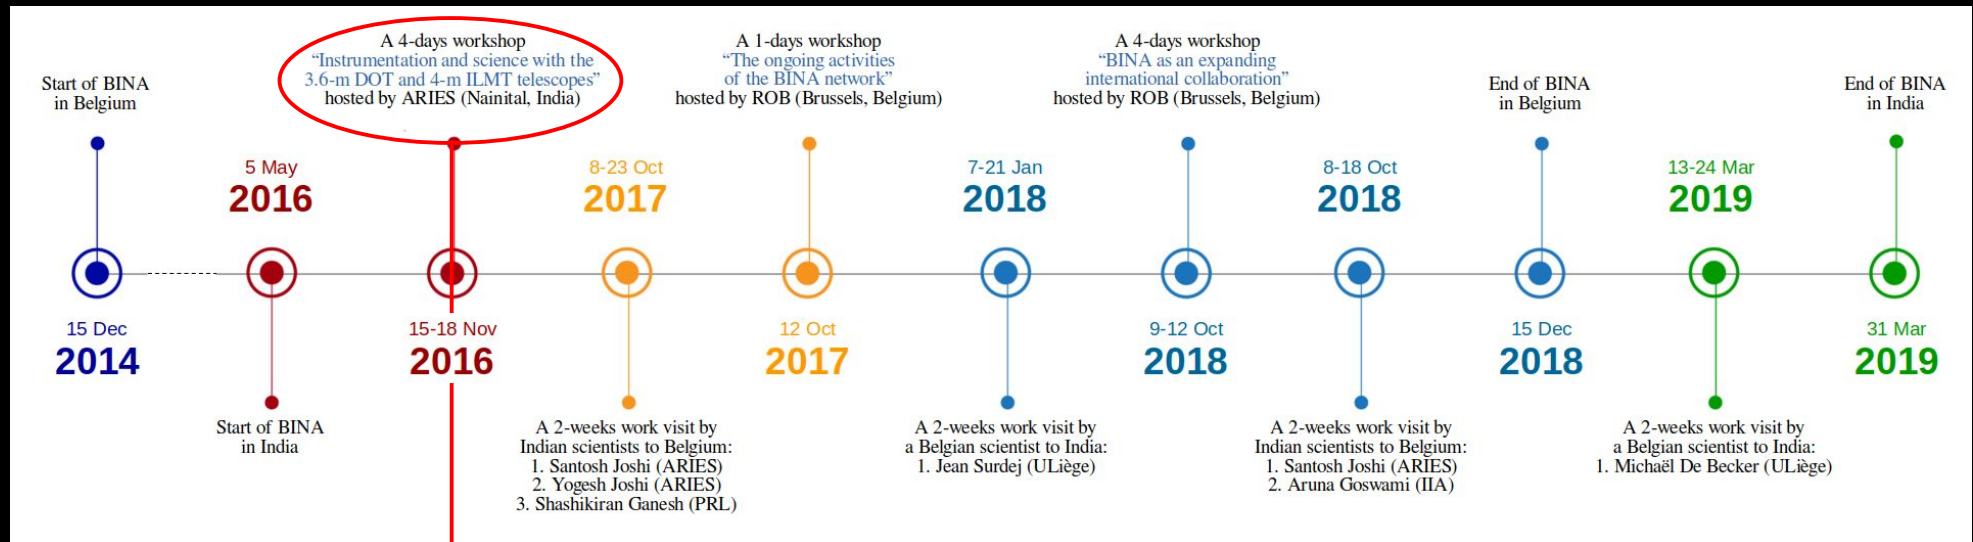 Start of BINA
in Belgium
15 Dec
2014
5 May
2016
Start of BINA
in India
A 4-days workshop
“Instrumentation and science with the
3.6-m DOT and 4-m ILMT telescopes”
hosted by ARIES (Nainital, India)
15-18 Nov
2016
8-23 Oct
2017
A 2-weeks work visit by
Indian scientists to Belgium:
1. Santosh Joshi (ARIES)
2. Yogesh Joshi (ARIES)
3. Shashikiran Ganesh (PRL)
A 1-days workshop
“The ongoing activities
of the BINA network”
hosted by ROB (Brussels, Belgium)
12 Oct
2017
7-21 Jan
2018
A 2-weeks work visit by
a Belgian scientist to India:
1. Jean Surdej (ULiège)
A 4-days workshop
“BINA as an expanding
international collaboration”
hosted by ROB (Brussels, Belgium)
9-12 Oct
2018
8-18 Oct
2018
A 2-weeks work visit by
Indian scientists to Belgium:
1. Santosh Joshi (ARIES)
2. Aruna Goswami (IIA)
End of BINA
in Belgium
15 Dec
2018
13-24 Mar
2019
A 2-weeks work visit by
a Belgian scientist to India:
1. Michaël De Becker (ULiège)
End of BINA
in India
31 Mar
2019